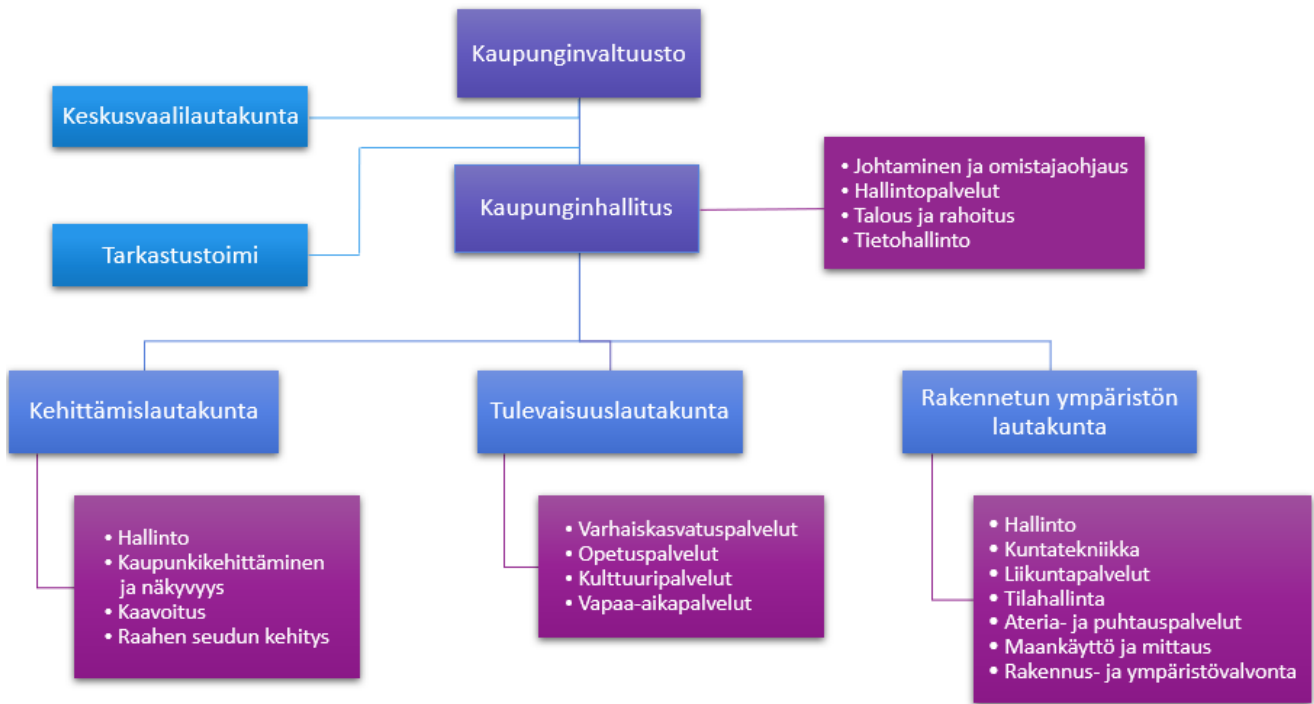 Kaupunginvaltuusto
Keskusvaalilautakunta
• Johtaminen ja omistajaohjaus
• Hallintopalvelut
• Talous ja rahoitus
• Tietohallinto
Kaupunginhallitus
Tarkastustoimi
Kehittämislautakunta
Tulevaisuuslautakunta
Rakennetun ympäristön
lautakunta
• Hallinto
• Kaupunkikehittäminen
ja näkyvyys
• Kaavoitus
• Raahen seudun kehitys
• Varhaiskasvatuspalvelut
• Opetuspalvelut
• Kulttuuripalvelut
• Vapaa-aikapalvelut
• Hallinto
• Kuntatekniikka
• Liikuntapalvelut
• Tilahallinta
• Ateria- ja puhtauspalvelut
• Maankäyttö ja mittaus
• Rakennus- ja ympäristövalvonta